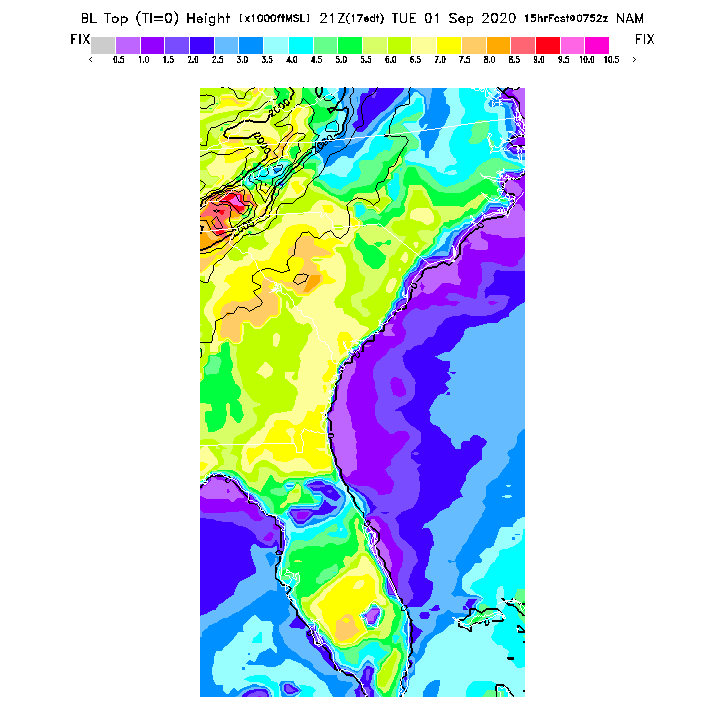 BL Top (TI=0) Height [x1000ftMSL] 21Z(17edt) TUE 01 Sep 2020 15hrFcst@0752z NAM
FIX FIX
< 0.5 1.0 1.5 2.0 2.5 3.0 3.5 4.0 4.5 5.0 5.5 6.0 6.5 7.0 7.5 8.0 8.5 9.0 9.5 10.0 10.5 >
2000